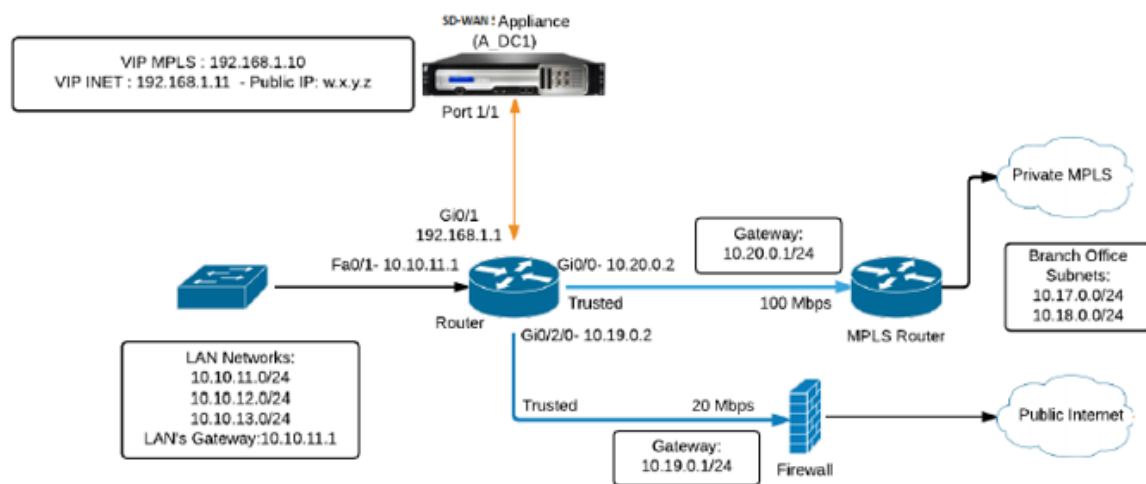 SD-WAN ! Appliance
(A_DC1)
VIP MPLS : 192.168.1.10
VIP INET : 192.168.1.11 - Public IP: w.x.y.z
Port 1/1
Private MPLS
Gi0/1
192.168.1.1
Gateway:
10.20.0.1/24
Fa0/1- 10.10.11.1
Gi0/0- 10.20.0.2
Branch Office
Subnets:
10.17.0.0/24
10.18.0.0/24
Trusted
100 Mbps
Router
MPLS Router
Gi0/2/0- 10.19.0.2
LAN Networks:
10.10.11.0/24
10.10.12.0/24
10.10.13.0/24
LAN's Gateway:10.10.11.1
Trusted
20 Mbps
Public Internet
Gateway:
10.19.0.1/24
Firewall